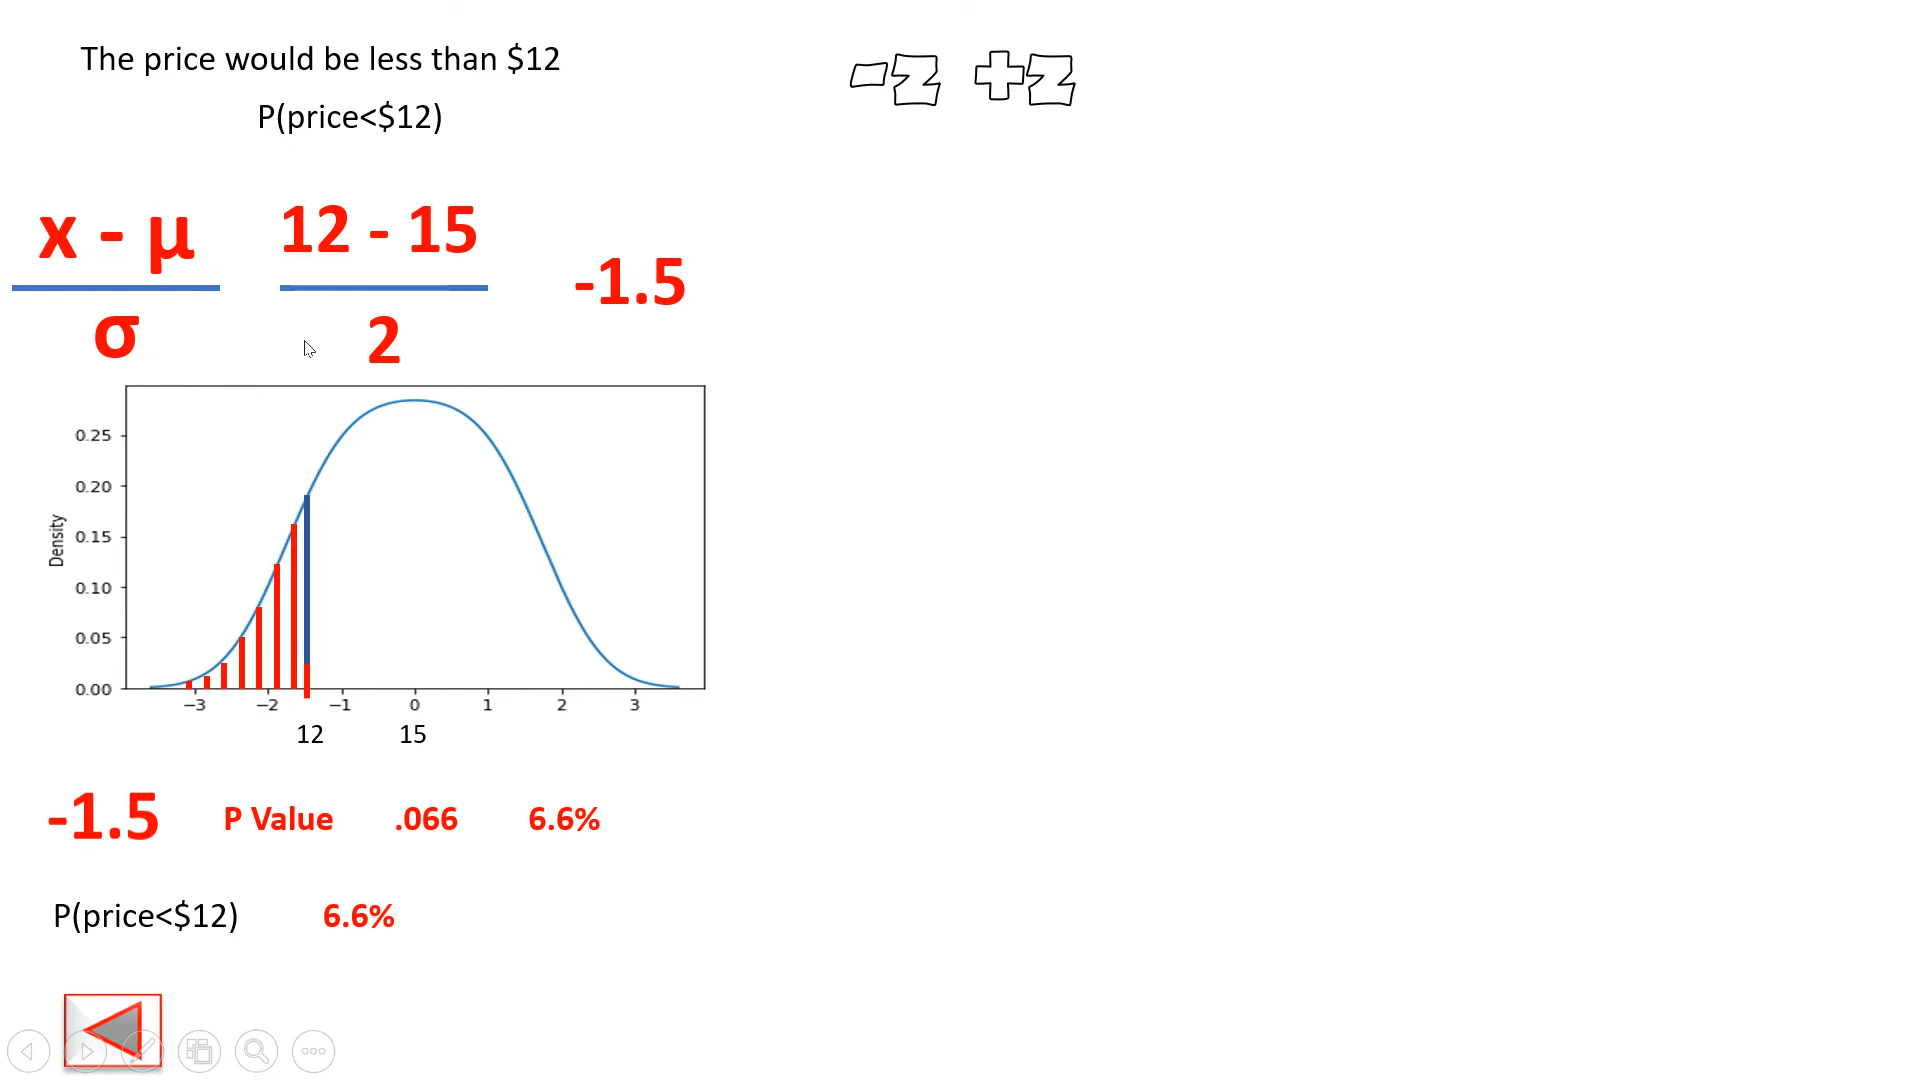 The price would be less than $12
P(price<$12)
-z +z
x - μ
σ
12 - 15
2
-1.5
Density
0.25
0.20
0.15
0.10
0.05
0.00
−3 −2 −1 0 1 2 3
12 15
-1.5 P Value .066 6.6%
P(price<$12) 6.6%